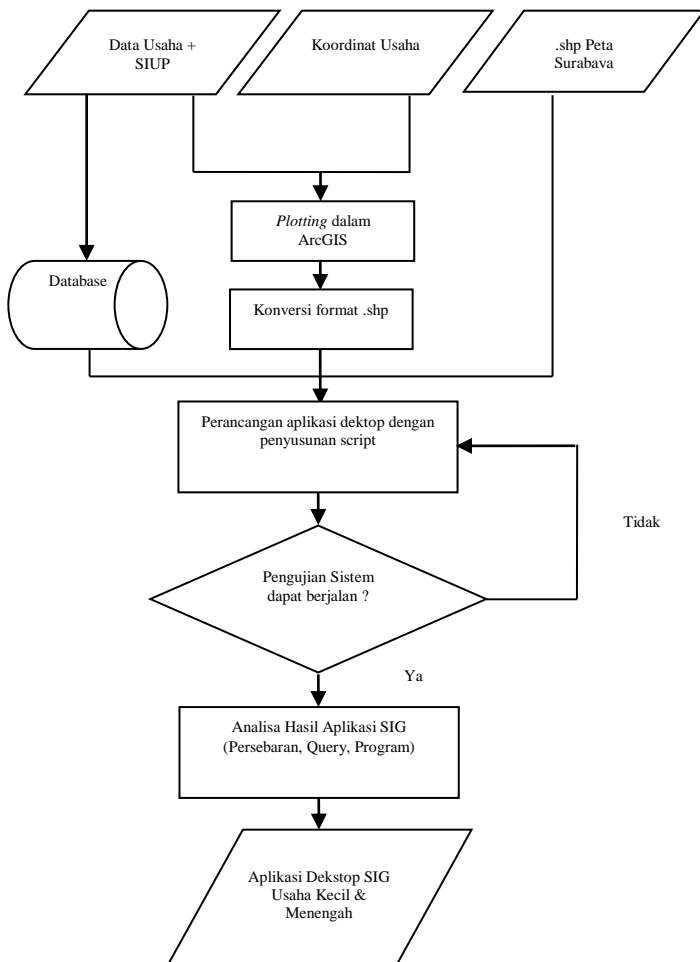 Data Usaha +
SIUP
Koordinat Usaha
.shp Peta
Surabaya
Plotting dalam
ArcGIS
Database
Konversi format .shp
Perancangan aplikasi dektop dengan
penyusunan script
Tidak
Pengujian Sistem
dapat berjalan ?
Ya
Analisa Hasil Aplikasi SIG
(Persebaran, Query, Program)
Aplikasi Dekstop SIG
Usaha Kecil &
Menengah